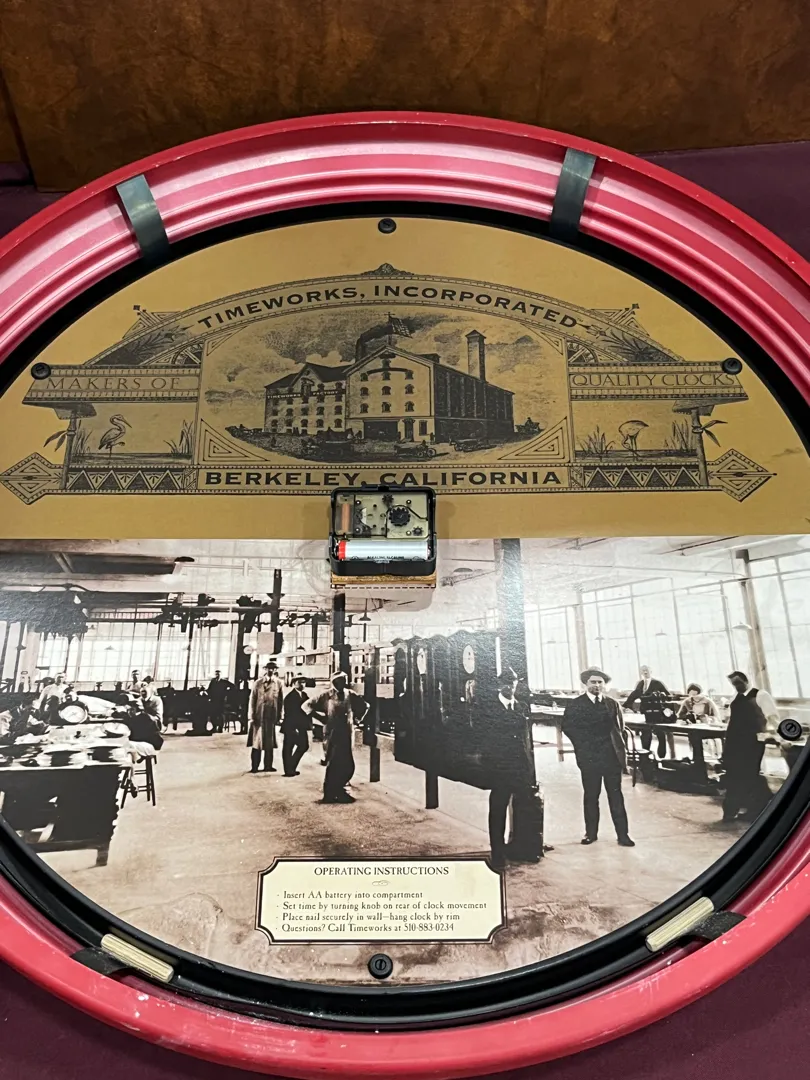 TIMEWORKS, INCORPORATED
MAKERS OF
QUALITY CLOCKS
TIMEWORKS FACTORY
BERKELEY, CALIFORNIA
OPERATING INSTRUCTIONS
· Insert AA battery into compartment
· Set time by turning knob on rear of clock movement
· Place nail securely in wall—hang clock by rim
· Questions? Call Timeworks at 510-883-0234